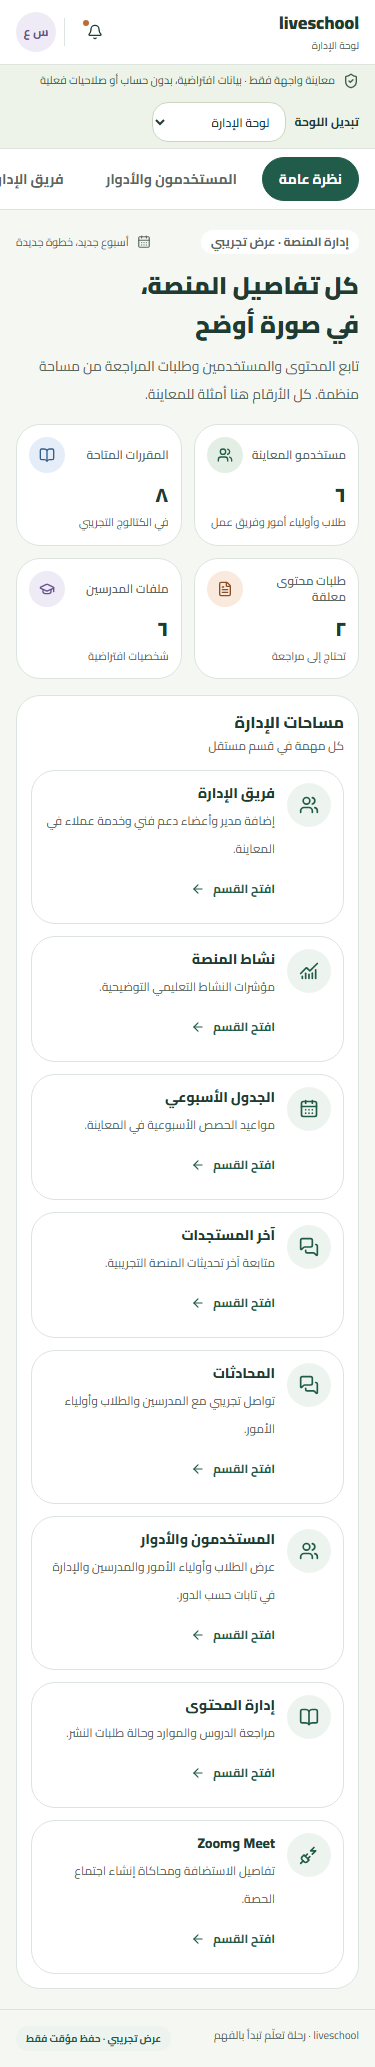 liveschool
لوحة الإدارة
س ع
معاينة واجهة فقط · بيانات افتراضية، بدون حساب أو صلاحيات فعلية
تبديل اللوحة
لوحة الإدارة
نظرة عامة
المستخدمون والأدوار
فريق الإدار
إدارة المنصة · عرض تجريبي
أسبوع جديد، خطوة جديدة
كل تفاصيل المنصة،
في صورة أوضح
تابع المحتوى والمستخدمين وطلبات المراجعة من مساحة
منظمة. كل الأرقام هنا أمثلة للمعاينة.
مستخدمو المعاينة
٦
طلاب وأولياء أمور وفريق عمل
المقررات المتاحة
٨
في الكتالوج التجريبي
طلبات محتوى
معلقة
٢
تحتاج إلى مراجعة
ملفات المدرسين
٦
شخصيات افتراضية
مساحات الإدارة
كل مهمة في قسم مستقل
فريق الإدارة
إضافة مدير وأعضاء دعم فني وخدمة عملاء في
المعاينة.
افتح القسم
نشاط المنصة
مؤشرات النشاط التعليمي التوضيحية.
افتح القسم
الجدول الأسبوعي
مواعيد الحصص الأسبوعية في المعاينة.
افتح القسم
آخر المستجدات
متابعة آخر تحديثات المنصة التجريبية.
افتح القسم
المحادثات
تواصل تجريبي مع المدرسين والطلاب وأولياء
الأمور.
افتح القسم
المستخدمون والأدوار
عرض الطلاب وأولياء الأمور والمدرسين والإدارة
في تابات حسب الدور.
افتح القسم
إدارة المحتوى
مراجعة الدروس والموارد وحالة طلبات النشر.
افتح القسم
Zoomg Meet
تفاصيل الاستضافة ومحاكاة إنشاء اجتماع
الحصة.
افتح القسم
liveschool · رحلة تعلّم تبدأ بالفهم
عرض تجريبي · حفظ مؤقت فقط